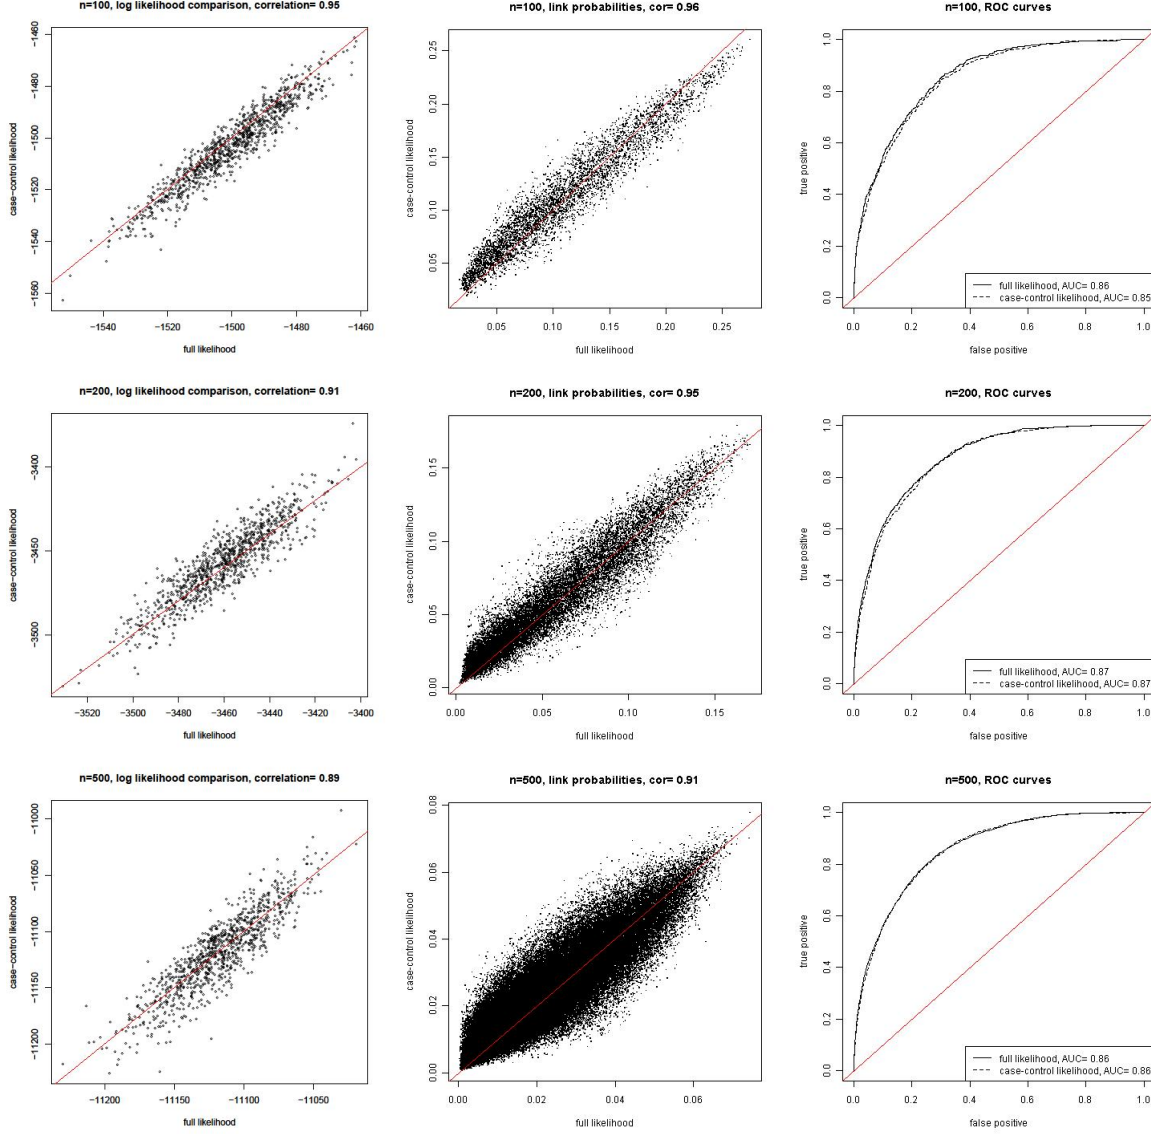 n=100, log likelihood comparison, correlation= 0.95
−1460
−1480
−1500
−1520
−1540
−1560
case−control likelihood
−1540 −1520 −1500 −1480 −1460
full likelihood
n=100, link probabilities, cor= 0.96
0.25
0.20
0.15
0.10
0.05
case-control likelihood
0.05 0.10 0.15 0.20 0.25
full likelihood
n=100, ROC curves
1.0
0.8
0.6
0.4
0.2
0.0
true positive
full likelihood, AUC= 0.86
case-control likelihood, AUC= 0.85
0.0 0.2 0.4 0.6 0.8 1.0
false positive
n=200, log likelihood comparison, correlation= 0.91
−3400
−3450
−3500
case−control likelihood
−3520 −3500 −3480 −3460 −3440 −3420 −3400
full likelihood
n=200, link probabilities, cor= 0.95
0.15
0.10
0.05
0.00
case-control likelihood
0.00 0.05 0.10 0.15
full likelihood
n=200, ROC curves
1.0
0.8
0.6
0.4
0.2
0.0
true positive
full likelihood, AUC= 0.87
case-control likelihood, AUC= 0.87
0.0 0.2 0.4 0.6 0.8 1.0
false positive
n=500, log likelihood comparison, correlation= 0.89
−11000
−11050
−11100
−11150
−11200
case−control likelihood
−11200 −11150 −11100 −11050
full likelihood
n=500, link probabilities, cor= 0.91
0.08
0.06
0.04
0.02
0.00
case-control likelihood
0.00 0.02 0.04 0.06
full likelihood
n=500, ROC curves
1.0
0.8
0.6
0.4
0.2
0.0
true positive
full likelihood, AUC= 0.86
case-control likelihood, AUC= 0.86
0.0 0.2 0.4 0.6 0.8 1.0
false positive